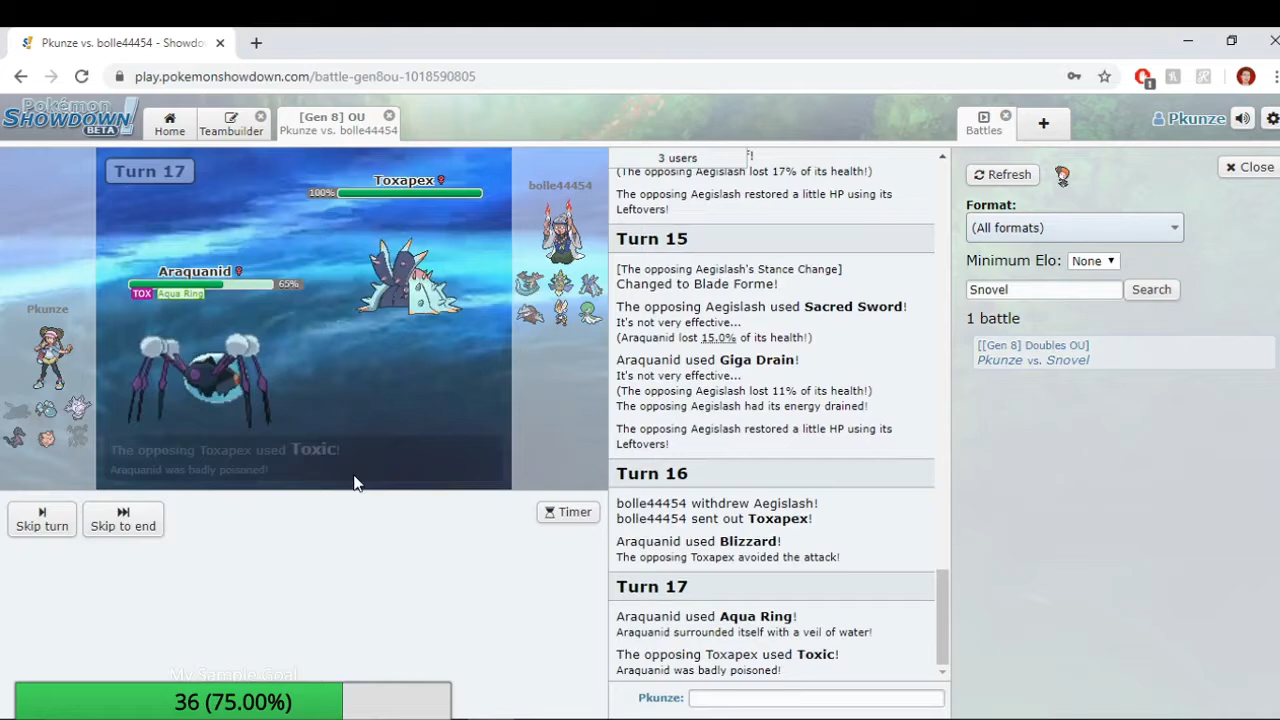 Pkunze vs. bolle44454 - Showdo
play.pokemonshowdown.com/battle-gen8ou-1018590805
1
Pokémon
SHOWDOWN!
BETA
Home
Teambuilder
[Gen 8] OU
Pkunze vs. bolle44454
Battles
Pkunze
Turn 17
Toxapex
100%
bolle44454
Araquanid
65%
TOX Aqua Ring
Pkunze
The opposing Toxapex used Toxic!
Araquanid was badly poisoned!
Skip turn
Skip to end
Timer
3 users
!
(The opposing Aegislash lost 17% of its health!)
The opposing Aegislash restored a little HP using its
Leftovers!
Turn 15
[The opposing Aegislash's Stance Change]
Changed to Blade Forme!
The opposing Aegislash used Sacred Sword!
It's not very effective...
(Araquanid lost 15.0% of its health!)
Araquanid used Giga Drain!
It's not very effective...
(The opposing Aegislash lost 11% of its health!)
The opposing Aegislash had its energy drained!
The opposing Aegislash restored a little HP using its
Leftovers!
Turn 16
bolle44454 withdrew Aegislash!
bolle44454 sent out Toxapex!
Araquanid used Blizzard!
The opposing Toxapex avoided the attack!
Turn 17
Araquanid used Aqua Ring!
Araquanid surrounded itself with a veil of water!
The opposing Toxapex used Toxic!
Araquanid was badly poisoned!
Pkunze:
Refresh
Close
Format:
(All formats)
Minimum Elo: None
Snovel
Search
1 battle
[[Gen 8] Doubles OU]
Pkunze vs. Snovel
My Sample Goal
36 (75.00%)